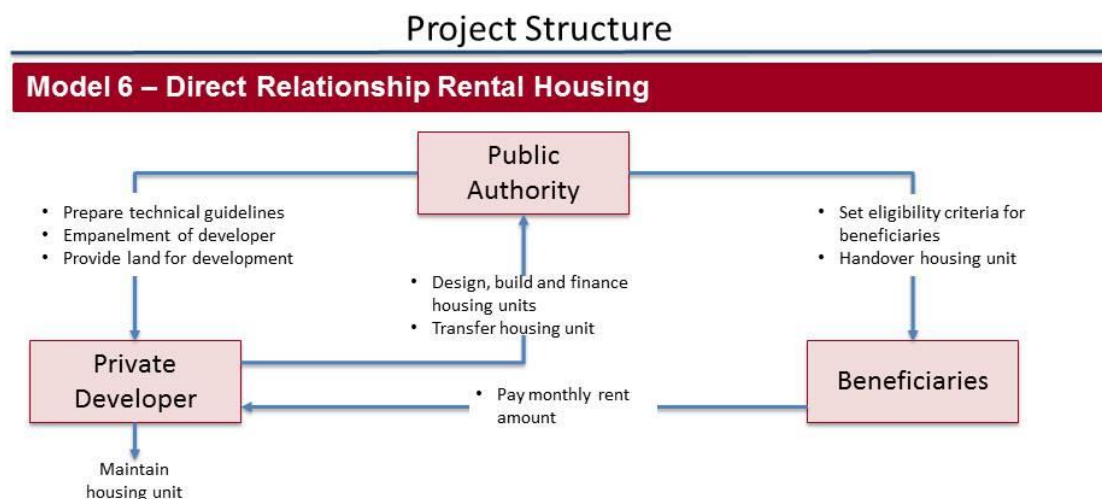 Project Structure
Model 6 – Direct Relationship Rental Housing
Public
Authority
• Prepare technical guidelines
• Empanelment of developer
• Provide land for development
• Set eligibility criteria for
beneficiaries
• Handover housing unit
• Design, build and finance
housing units
• Transfer housing unit
Private
Developer
Beneficiaries
• Pay monthly rent
amount
Maintain
housing unit